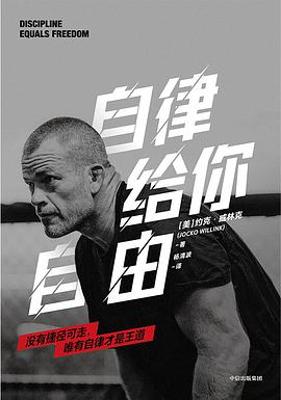 DISCIPLINE
EQUALS FREEDOM
自律
给你
[美]约克·威林克
(JOCKO WILLINK)
-著
杨清波
-译
自由
没有捷径可走,
唯有自律才是王道
中信出版集团